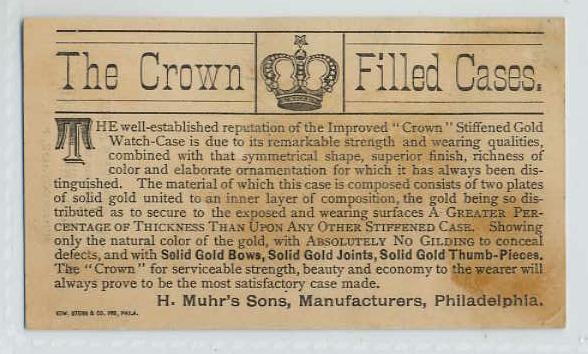 The Crown Filled Cases.
THE well-established reputation of the Improved "Crown" Stiffened Gold
Watch-Case is due to its remarkable strength and wearing qualities,
combined with that symmetrical shape, superior finish, richness of
color and elaborate ornamentation for which it has always been dis-
tinguished. The material of which this case is composed consists of two plates
of solid gold united to an inner layer of composition, the gold being so dis-
tributed as to secure to the exposed and wearing surfaces A GREATER PER-
CENTAGE OF THICKNESS THAN UPON ANY OTHER STIFFENED CASE. Showing
only the natural color of the gold, with ABSOLUTELY NO GILDING to conceal
defects, and with Solid Gold Bows, Solid Gold Joints, Solid Gold Thumb-Pieces.
The "Crown" for serviceable strength, beauty and economy to the wearer will
always prove to be the most satisfactory case made.
H. Muhr's Sons, Manufacturers, Philadelphia.
EDW. STERN & CO. PRS, PHILA.